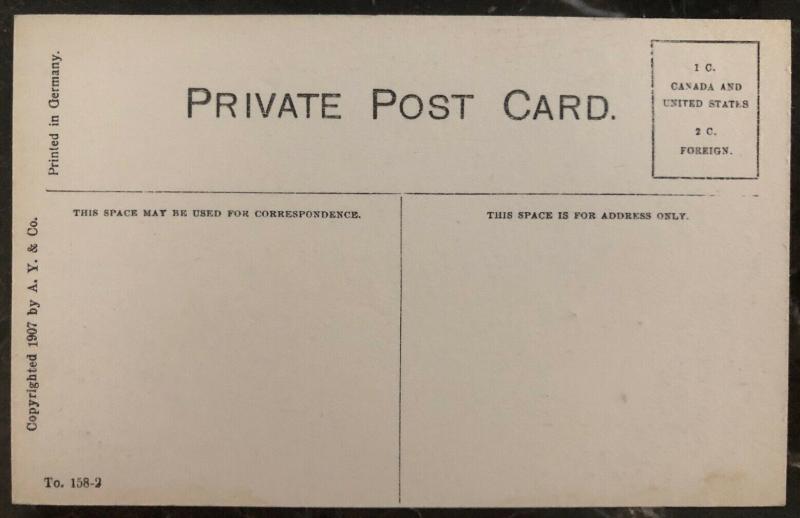 Printed in Germany.
PRIVATE POST CARD.
1 C.
CANADA AND
UNITED STATES
2 C.
FOREIGN.
THIS SPACE MAY BE USED FOR CORRESPONDENCE.
THIS SPACE IS FOR ADDRESS ONLY.
Copyrighted 1907 by A. Y. & Co.
To. 158-2